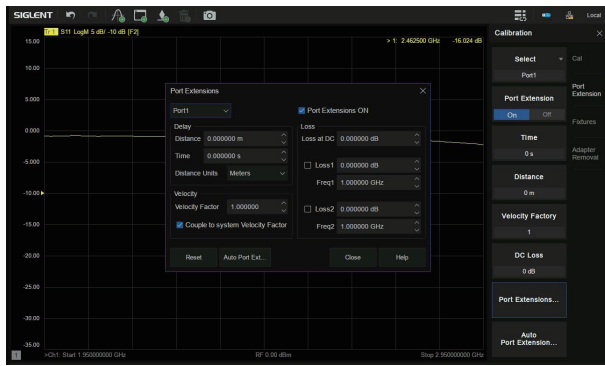 SIGLENT
Local
Tr 1 S11 LogM 5 dB/ -10 dB [F2]
> 1: 2.462500 GHz -16.024 dB
15.00
10.00
5.000
0.000
-5.000
-10.00
-15.00
-20.00
-25.00
-30.00
-35.00
Port Extensions
Port1
Port Extensions ON
Delay
Distance 0.000000 m
Time 0.000000 s
Distance Units Meters
Velocity
Velocity Factor 1.000000
Couple to system Velocity Factor
Loss
Loss at DC 0.000000 dB
Loss1 0.000000 dB
Freq1 1.000000 GHz
Loss2 0.000000 dB
Freq2 1.000000 GHz
Reset Auto Port Ext... Close Help
1 >Ch1: Start 1.950000000 GHz RF 0.00 dBm Stop 2.950000000 GHz
Calibration
Select
Port1
Port Extension
On Off
Time
0 s
Distance
0 m
Velocity Factory
1
DC Loss
0 dB
Port Extensions...
Auto
Port Extension...
Cal
Port
Extension
Fixtures
Adapter
Removal